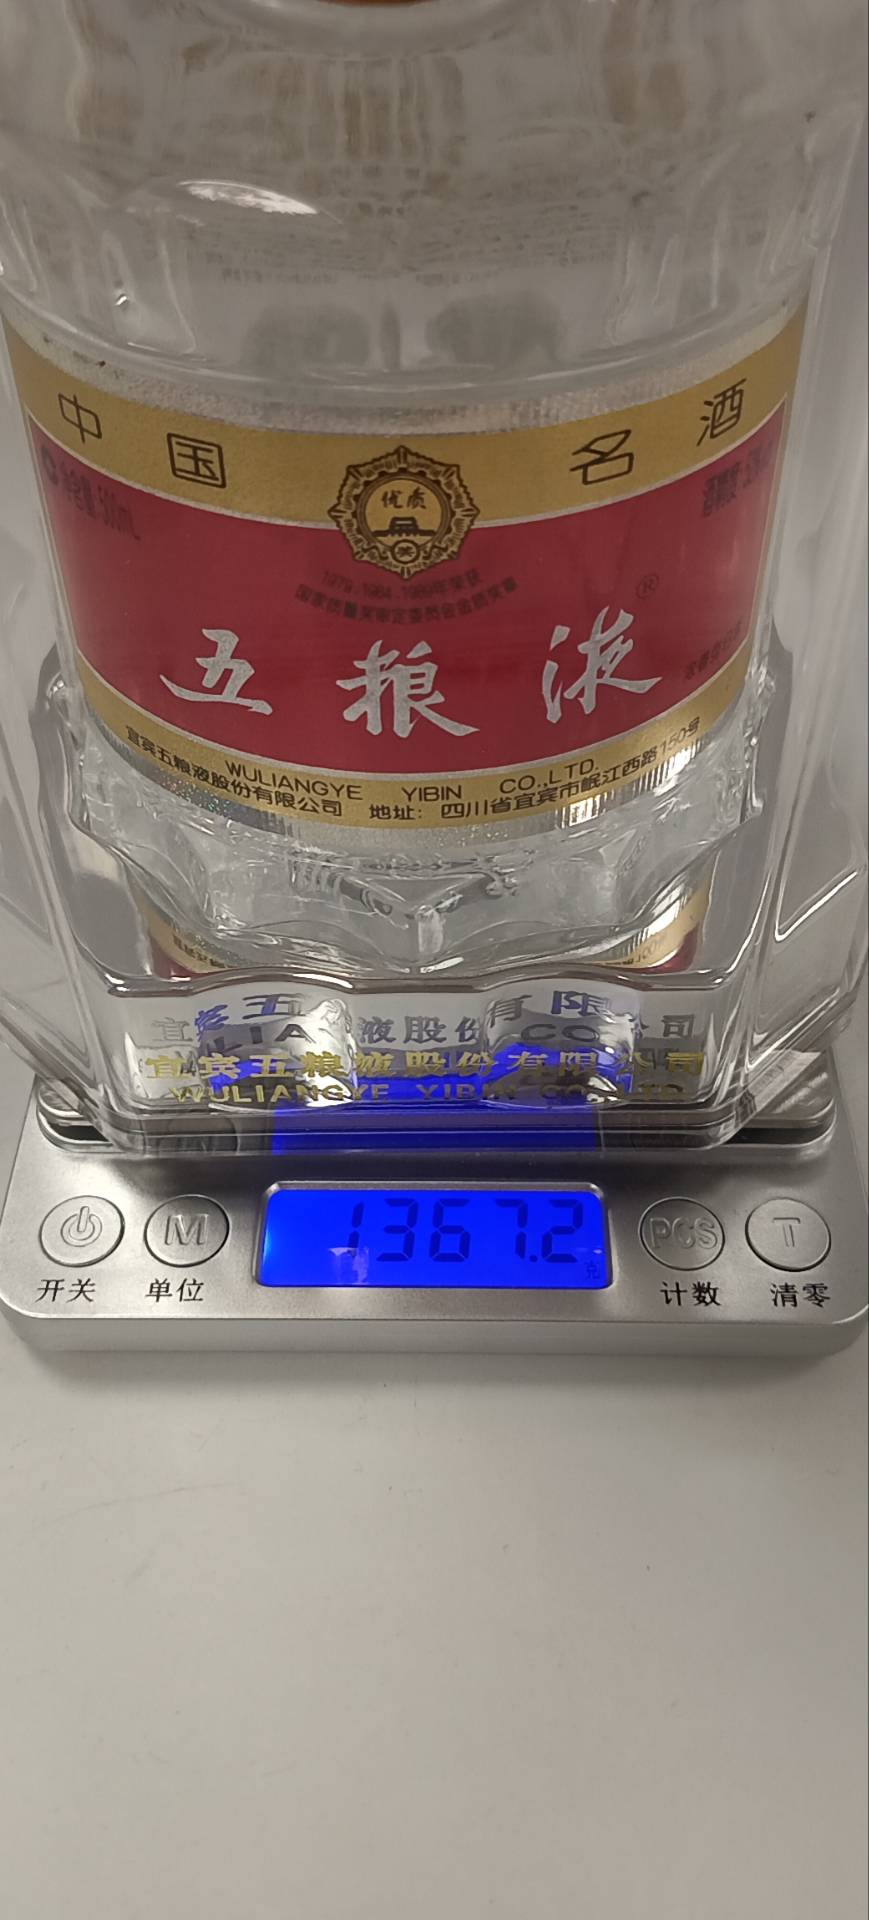 中国名酒
优质
奖
1979、1984、1989年荣获
国家质量奖审定委员会金质奖章
五粮液®
WULIANGYE YIBIN CO.,LTD.
宜宾五粮液股份有限公司 地址：四川省宜宾市岷江西路150号
宜宾五粮液股份有限公司
WULIANGYE YIBIN CO.,LTD
1367.2
克
M PCS T
开关 单位 计数 清零